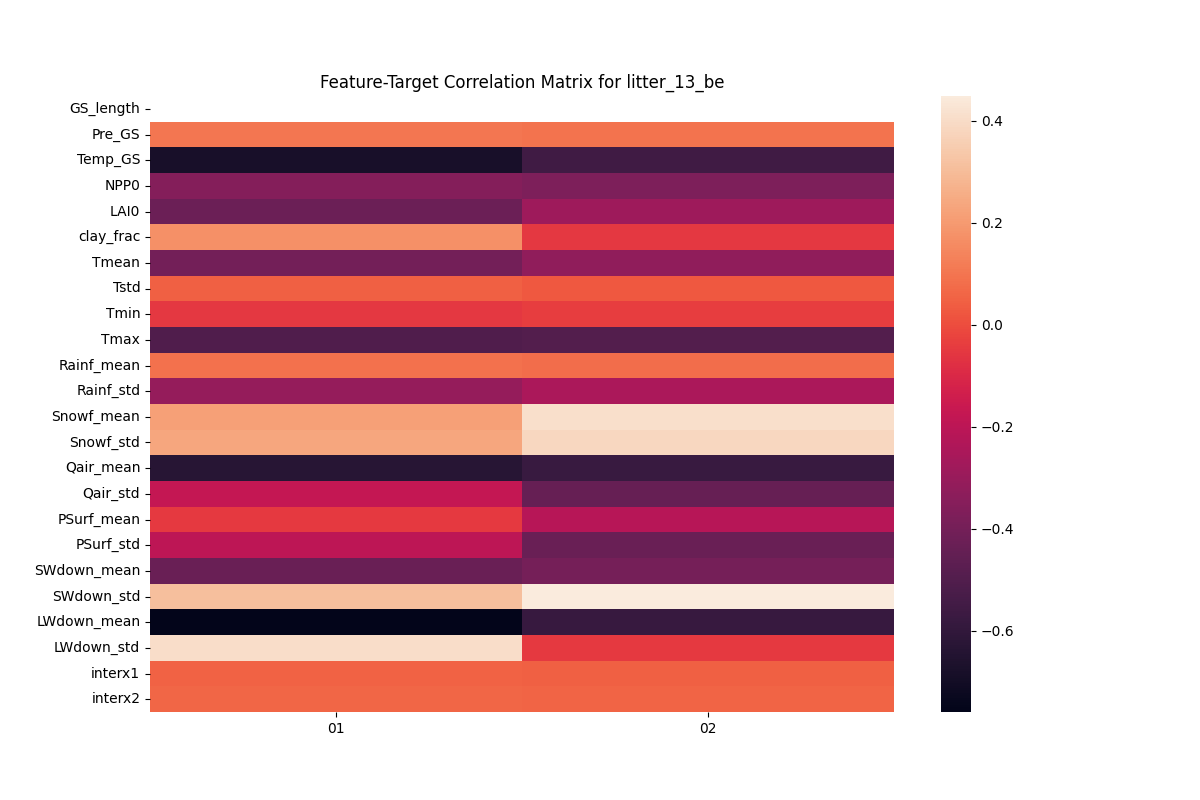 Feature-Target Correlation Matrix for litter_13_be
GS_length
Pre_GS
Temp_GS
NPP0
LAI0
clay_frac
Tmean
Tstd
Tmin
Tmax
Rainf_mean
Rainf_std
Snowf_mean
Snowf_std
Qair_mean
Qair_std
PSurf_mean
PSurf_std
SWdown_mean
SWdown_std
LWdown_mean
LWdown_std
interx1
interx2
01
02
0.4
0.2
0.0
−0.2
−0.4
−0.6